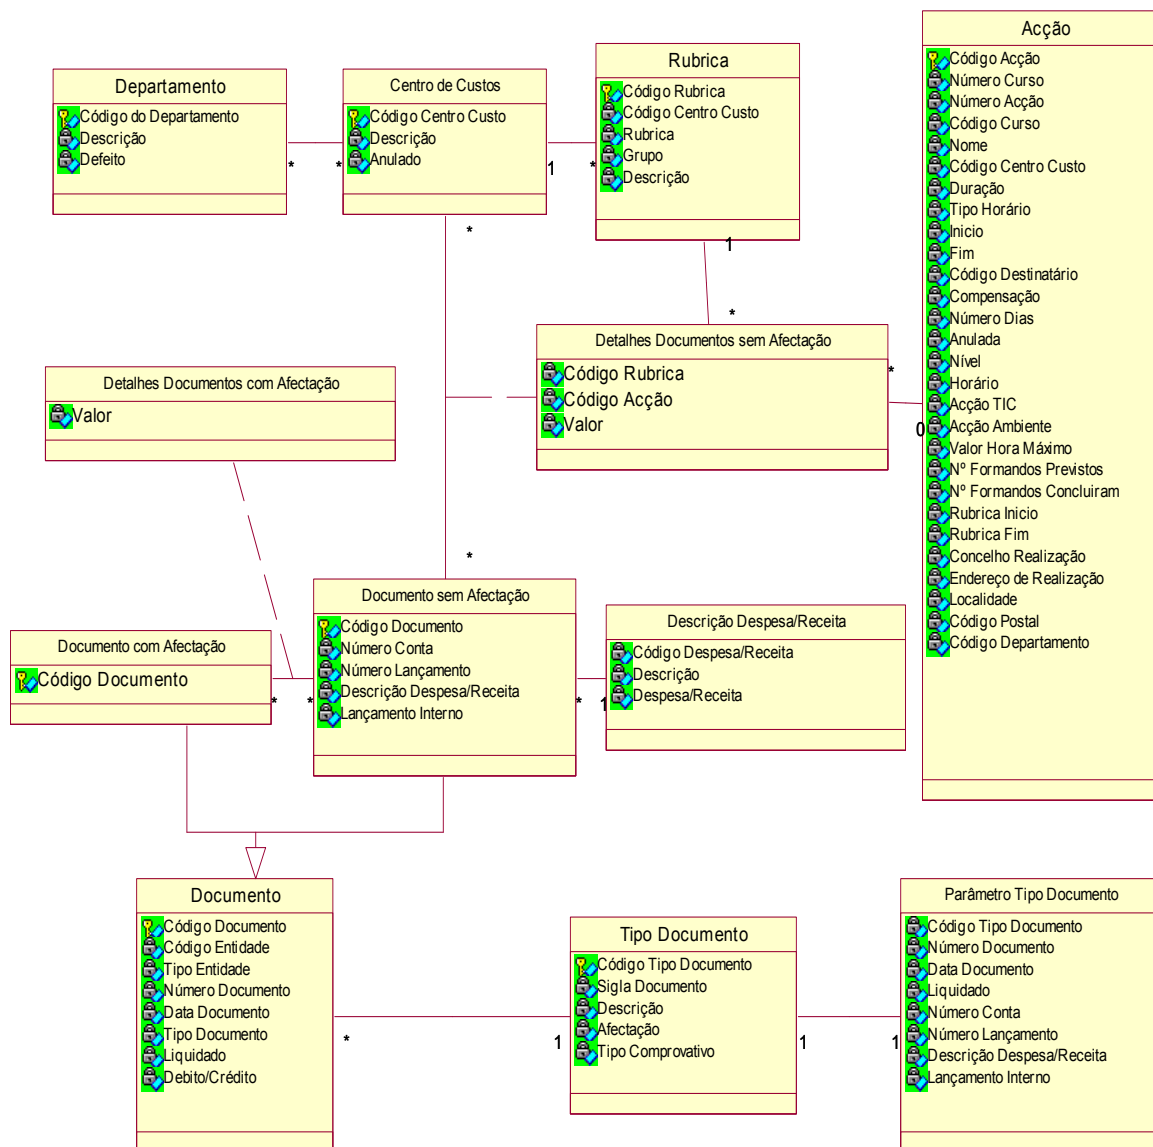 Departamento
Código do Departamento
Descrição
Defeito
*
*
Centro de Custos
Código Centro Custo
Descrição
Anulado
1
*
*
Rubrica
Código Rubrica
Código Centro Custo
Rubrica
Grupo
Descrição
1
*
Acção
Código Acção
Número Curso
Número Acção
Código Curso
Nome
Código Centro Custo
Duração
Tipo Horário
Inicio
Fim
Código Destinatário
Compensação
Número Dias
Anulada
Nível
Horário
Acção TIC
Acção Ambiente
Valor Hora Máximo
Nº Formandos Previstos
Nº Formandos Concluiram
Rubrica Inicio
Rubrica Fim
Concelho Realização
Endereço de Realização
Localidade
Código Postal
Código Departamento
Detalhes Documentos sem Afectação
Código Rubrica
Código Acção
Valor
*
0
Detalhes Documentos com Afectação
Valor
*
Documento sem Afectação
Código Documento
Número Conta
Número Lançamento
Descrição Despesa/Receita
Lançamento Interno
Documento com Afectação
Código Documento
*
*
*
1
Descrição Despesa/Receita
Código Despesa/Receita
Descrição
Despesa/Receita
Documento
Código Documento
Código Entidade
Tipo Entidade
Número Documento
Data Documento
Tipo Documento
Liquidado
Debito/Crédito
*
1
Tipo Documento
Código Tipo Documento
Sigla Documento
Descrição
Afectação
Tipo Comprovativo
1
1
Parâmetro Tipo Documento
Código Tipo Documento
Número Documento
Data Documento
Liquidado
Número Conta
Número Lançamento
Descrição Despesa/Receita
Lançamento Interno